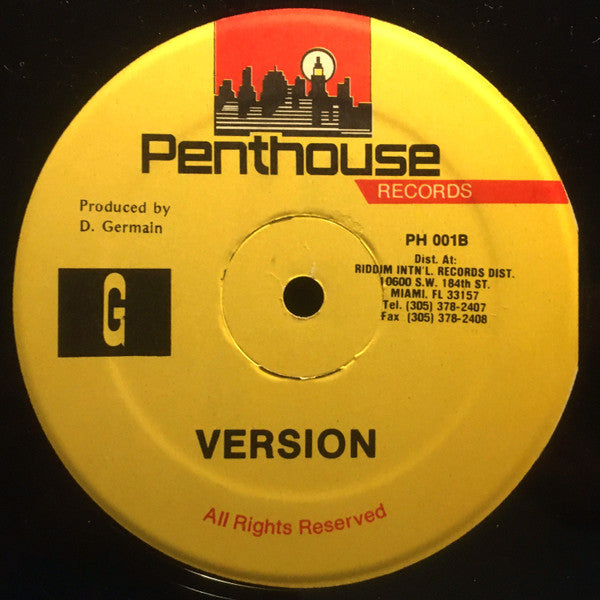 Penthouse
RECORDS
Produced by
D. Germain
PH 001B
Dist. At:
RIDDIM INTN'L. RECORDS DIST.
10600 S.W. 184th ST.
MIAMI, FL 33157
Tel. (305) 378-2407
Fax (305) 378-2408
G
VERSION
All Rights Reserved